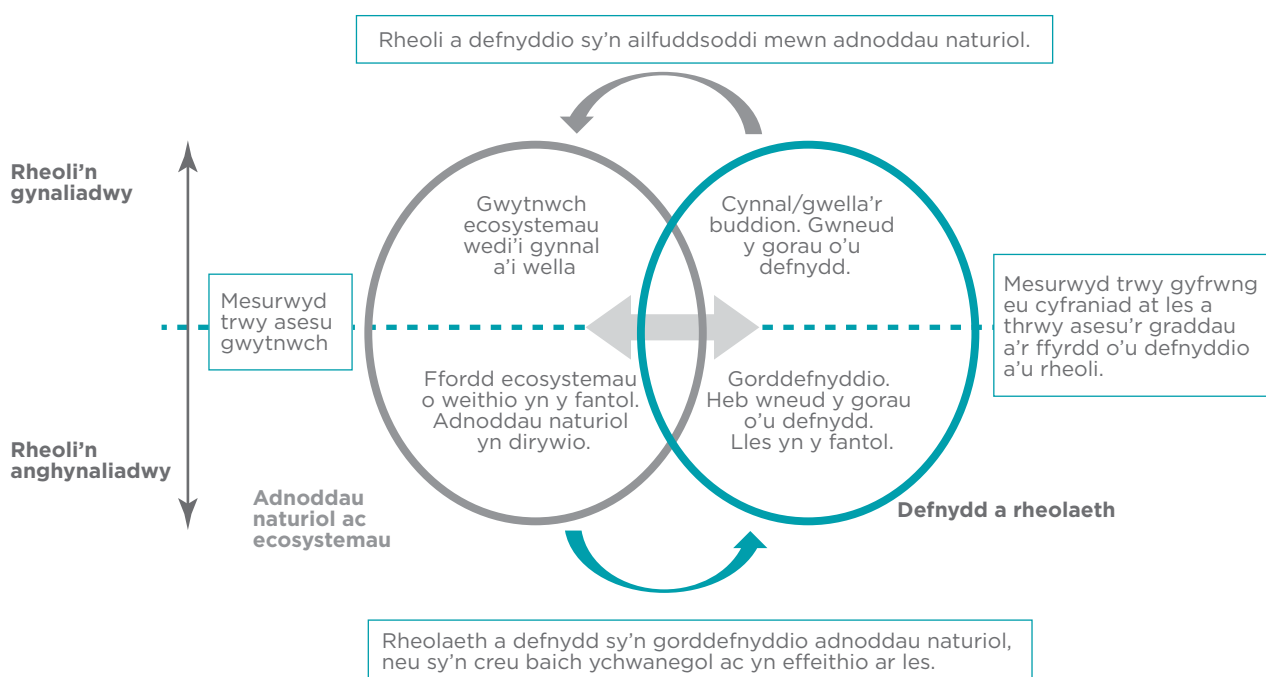 Rheoli a defnyddio sy'n ailfuddsoddi mewn adnoddau naturiol.
Rheoli'n
gynaliadwy
Gwytnwch
ecosystemau
wedi'i gynnal
a'i wella
Cynnal/gwella'r
buddion. Gwneud
y gorau o'u
defnydd.
Mesurwyd
trwy asesu
gwytnwch
Mesurwyd trwy gyfrwng
eu cyfraniad at les a
thrwy asesu'r graddau
a'r ffyrdd o'u defnyddio
a'u rheoli.
Ffordd ecosystemau
o weithio yn y fantol.
Adnoddau naturiol
yn dirywio.
Gorddefnyddio.
Heb wneud y gorau
o'u defnydd.
Lles yn y fantol.
Rheoli'n
anghynaliadwy
Adnoddau
naturiol ac
ecosystemau
Defnydd a rheolaeth
Rheolaeth a defnydd sy'n gorddefnyddio adnoddau naturiol,
neu sy'n creu baich ychwanegol ac yn effeithio ar les.